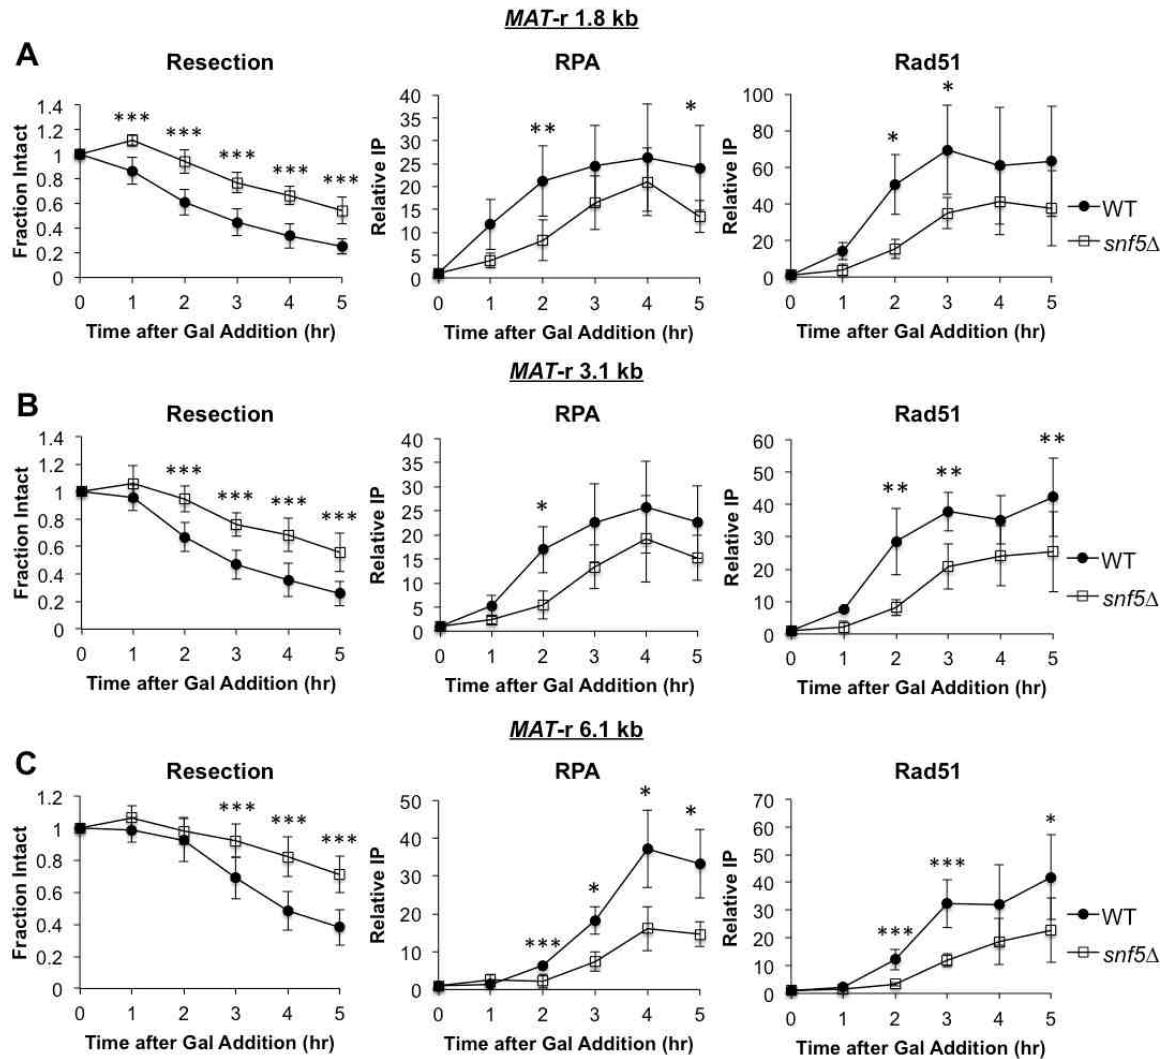 MAT-r 1.8 kb
A
Resection
RPA
Rad51
Fraction Intact
1.4
1.2
1
0.8
0.6
0.4
0.2
0
*** *** *** *** ***
0 1 2 3 4 5
Time after Gal Addition (hr)
Relative IP
40
35
30
25
20
15
10
5
0
** *
0 1 2 3 4 5
Time after Gal Addition (hr)
Relative IP
100
80
60
40
20
0
* *
0 1 2 3 4 5
Time after Gal Addition (hr)
WT
snf5Δ
MAT-r 3.1 kb
B
Resection
RPA
Rad51
Fraction Intact
1.4
1.2
1
0.8
0.6
0.4
0.2
0
*** *** *** ***
0 1 2 3 4 5
Time after Gal Addition (hr)
Relative IP
40
35
30
25
20
15
10
5
0
*
0 1 2 3 4 5
Time after Gal Addition (hr)
Relative IP
60
50
40
30
20
10
0
** ** **
0 1 2 3 4 5
Time after Gal Addition (hr)
WT
snf5Δ
MAT-r 6.1 kb
C
Resection
RPA
Rad51
Fraction Intact
1.2
1
0.8
0.6
0.4
0.2
0
*** *** ***
0 1 2 3 4 5
Time after Gal Addition (hr)
Relative IP
50
40
30
20
10
0
*** * * *
0 1 2 3 4 5
Time after Gal Addition (hr)
Relative IP
70
60
50
40
30
20
10
0
*** *** *
0 1 2 3 4 5
Time after Gal Addition (hr)
WT
snf5Δ